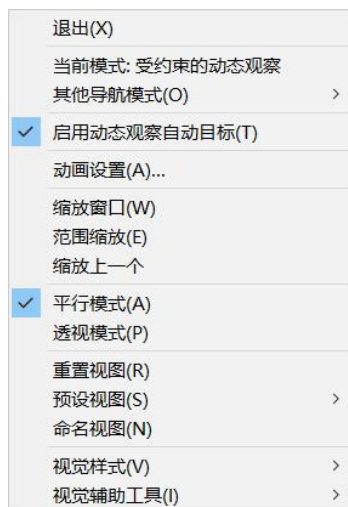 退出(X)
当前模式: 受约束的动态观察
其他导航模式(O)
启用动态观察自动目标(T)
动画设置(A)...
缩放窗口(W)
范围缩放(E)
缩放上一个
平行模式(A)
透视模式(P)
重置视图(R)
预设视图(S)
命名视图(N)
视觉样式(V)
视觉辅助工具(I)